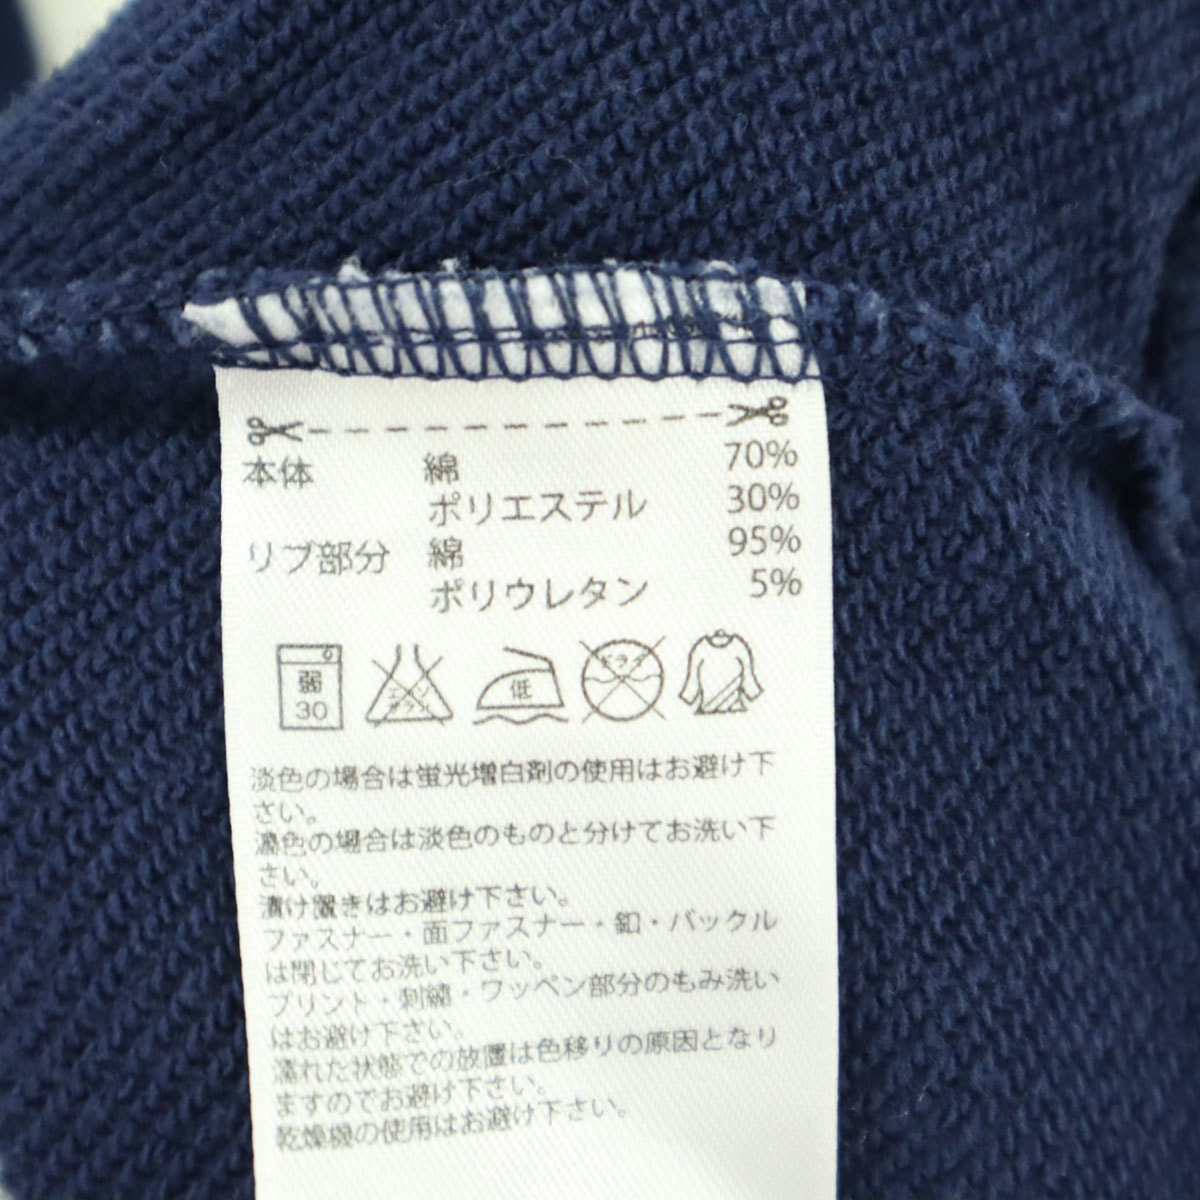 本体 綿 70%
ポリエステル 30%
リブ部分 綿 95%
ポリウレタン 5%
弱 30 エンソ サラシ 低 ドライ
淡色の場合は蛍光増白剤の使用はお避け下
さい。
濃色の場合は淡色のものと分けてお洗い下
さい。
漬け置きはお避け下さい。
ファスナー・面ファスナー・釦・バックル
は閉じてお洗い下さい。
プリント・刺繍・ワッペン部分のもみ洗い
はお避け下さい。
濡れた状態での放置は色移りの原因となり
ますのでお避け下さい。
乾燥機の使用はお避け下さい。